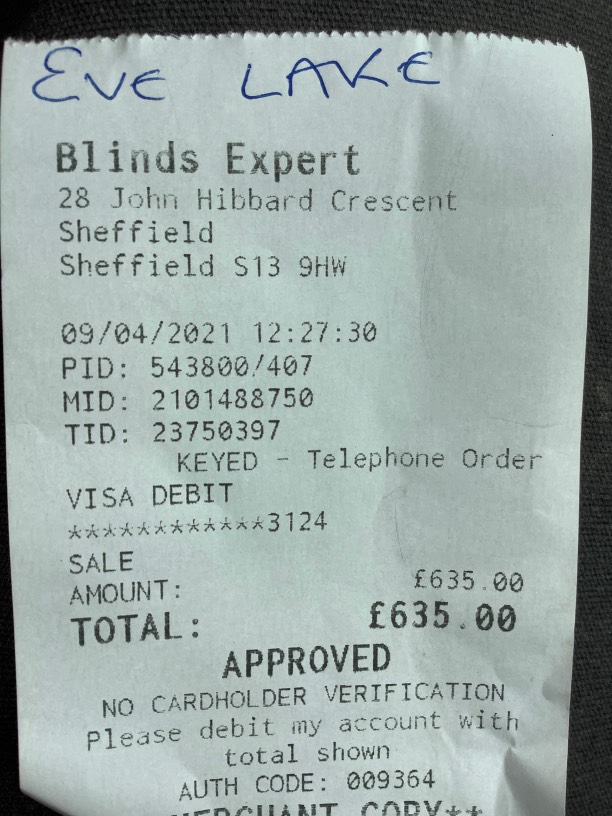 EVE LAKE
Blinds Expert
28 John Hibbard Crescent
Sheffield
Sheffield S13 9HW
09/04/2021 12:27:30
PID: 543800/407
MID: 2101488750
TID: 23750397
KEYED - Telephone Order
VISA DEBIT
************3124
SALE
AMOUNT: £635.00
TOTAL: £635.00
APPROVED
NO CARDHOLDER VERIFICATION
Please debit my account with
total shown
AUTH CODE: 009364
MERCHANT COPY**